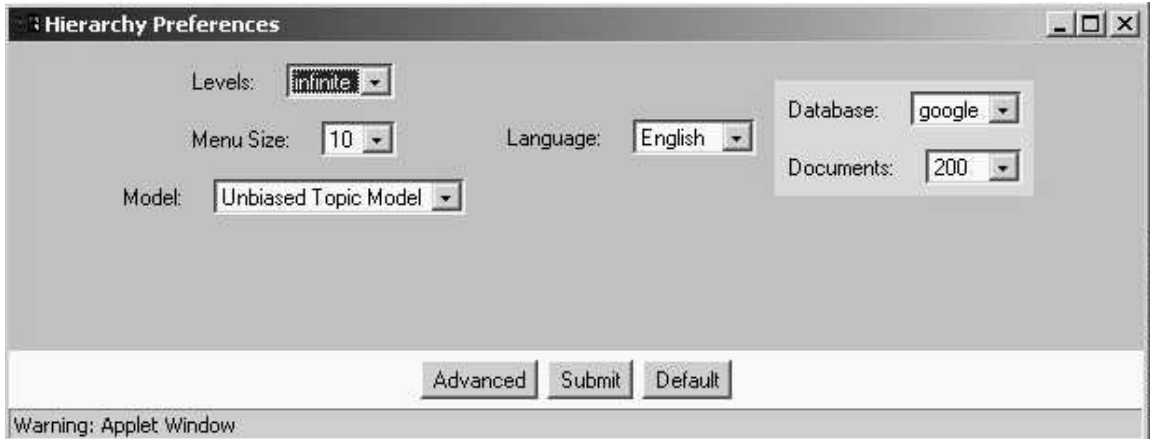 Hierarchy Preferences
Levels: infinite
Menu Size: 10
Model: Unbiased Topic Model
Language: English
Database: google
Documents: 200
Advanced Submit Default
Warning: Applet Window